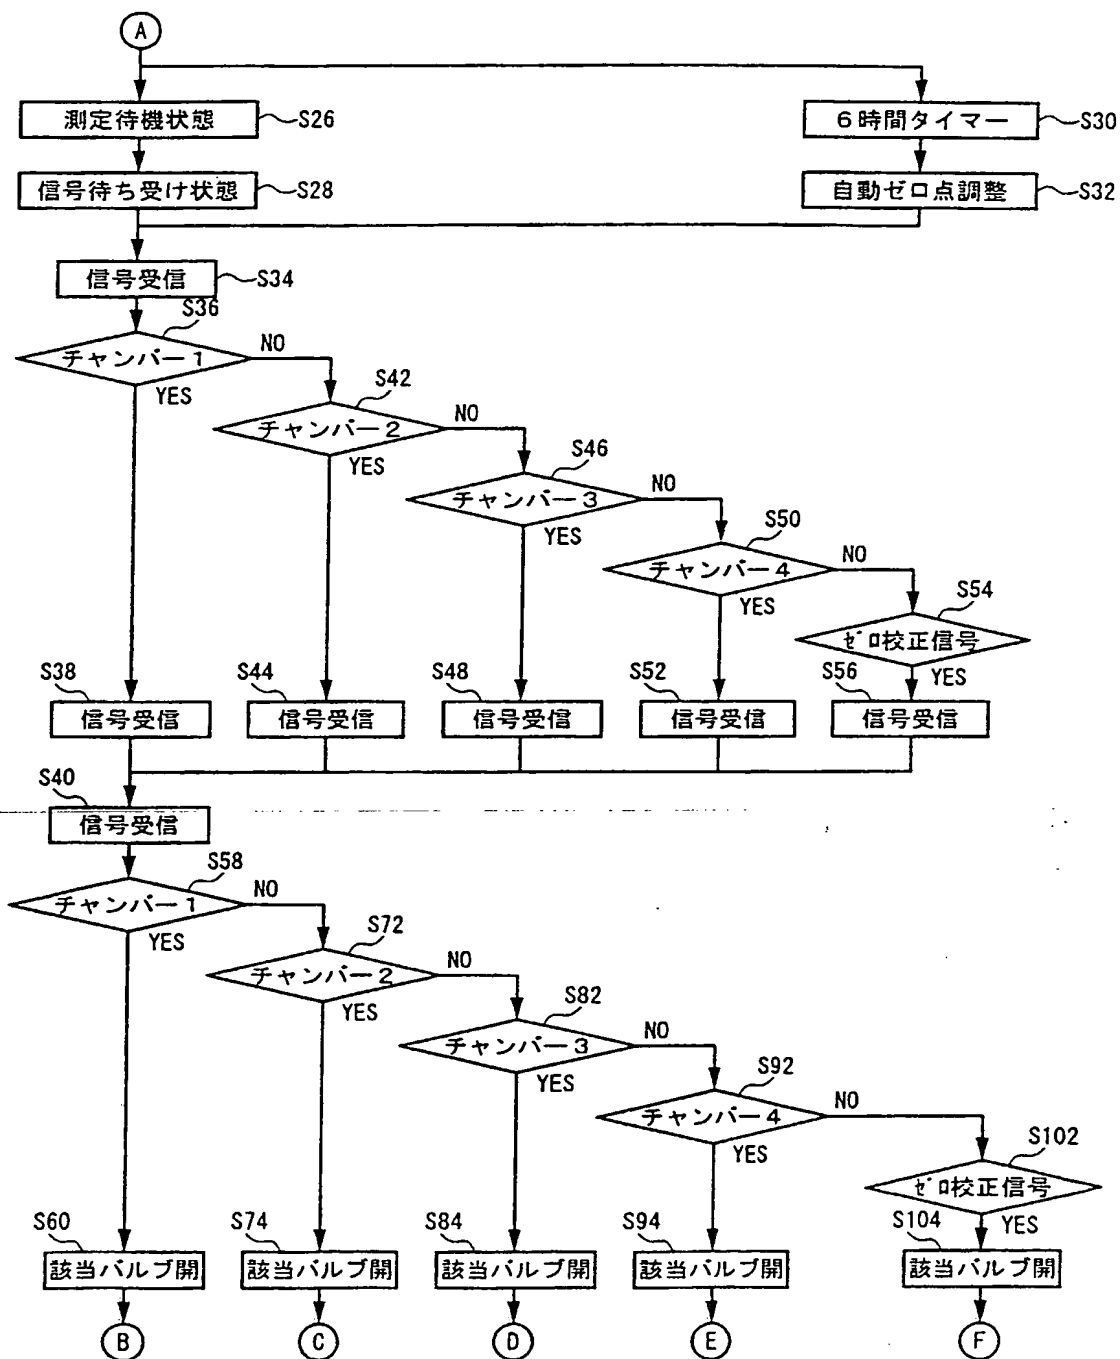 A
測定待機状態
S26
6時間タイマー
S30
信号待ち受け状態
S28
自動ゼロ点調整
S32
信号受信
S34
S36
チャンバー1
NO
YES
S42
チャンバー2
NO
YES
S46
チャンバー3
NO
YES
S50
チャンバー4
NO
YES
S54
ゼロ校正信号
YES
S38
信号受信
S44
信号受信
S48
信号受信
S52
信号受信
S56
信号受信
S40
信号受信
S58
チャンバー1
NO
YES
S72
チャンバー2
NO
YES
S82
チャンバー3
NO
YES
S92
チャンバー4
NO
YES
S102
ゼロ校正信号
YES
S60
該当バルブ開
S74
該当バルブ開
S84
該当バルブ開
S94
該当バルブ開
S104
該当バルブ開
B
C
D
E
F